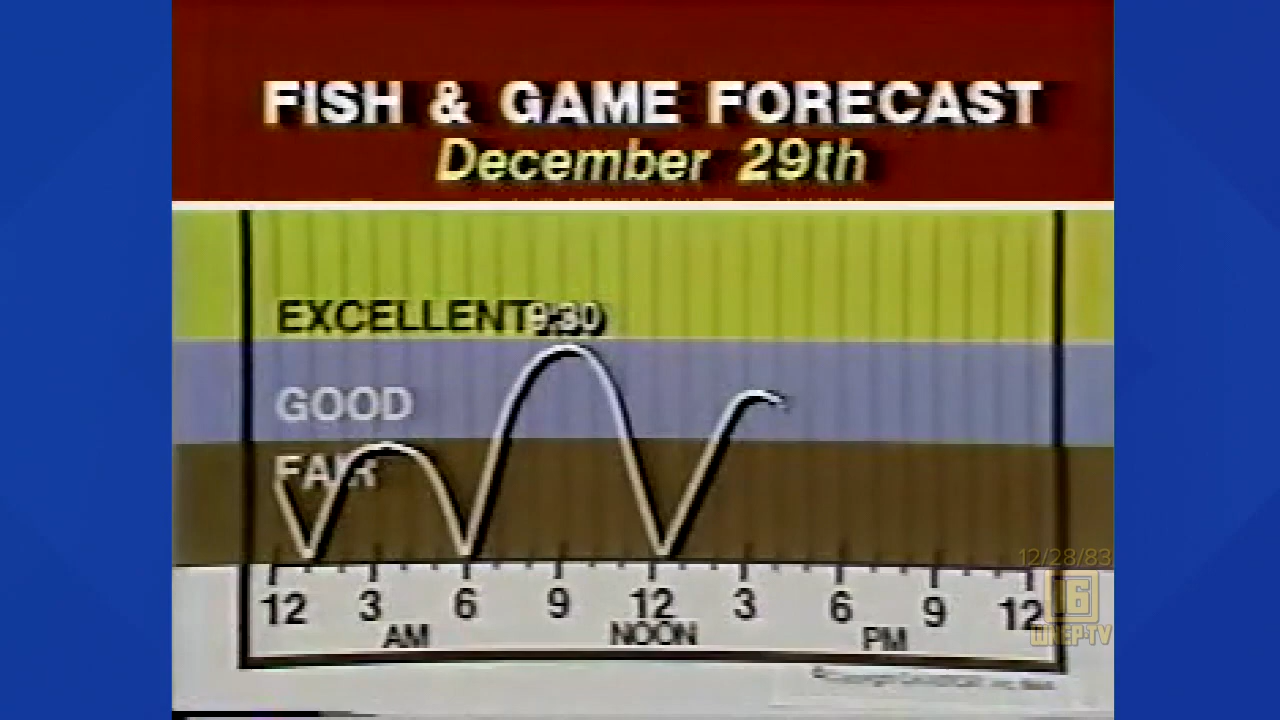 FISH & GAME FORECAST
December 29th
EXCELLENT 9:30
GOOD
FAIR
12 3 6 9 12 3 6 9 12
AM NOON PM
12/28/83
16
WNEP-TV